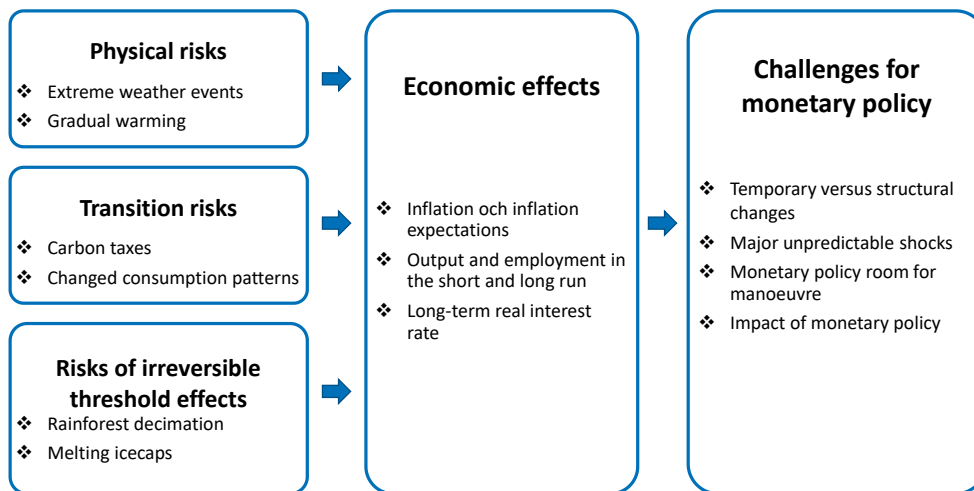 Physical risks
❖ Extreme weather events
❖ Gradual warming
Transition risks
❖ Carbon taxes
❖ Changed consumption patterns
Risks of irreversible
threshold effects
❖ Rainforest decimation
❖ Melting icecaps
Economic effects
❖ Inflation och inflation
expectations
❖ Output and employment in
the short and long run
❖ Long-term real interest
rate
Challenges for
monetary policy
❖ Temporary versus structural
changes
❖ Major unpredictable shocks
❖ Monetary policy room for
manoeuvre
❖ Impact of monetary policy